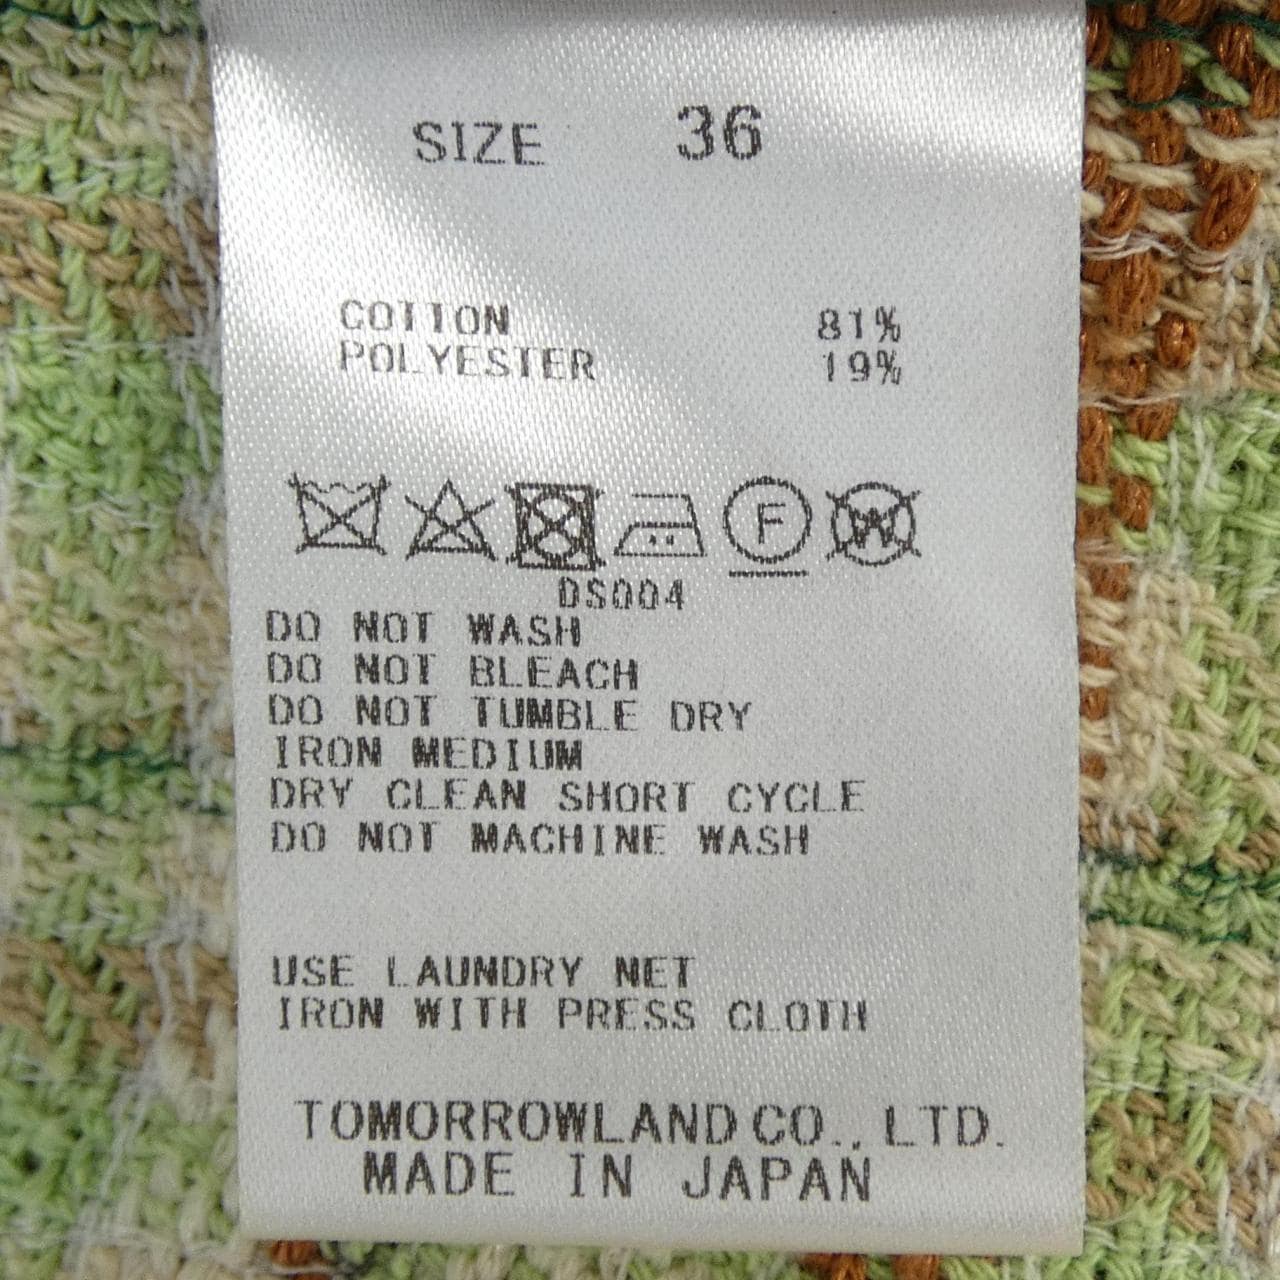 SIZE 36
COTTON 81%
POLYESTER 19%
F W
DS004
DO NOT WASH
DO NOT BLEACH
DO NOT TUMBLE DRY
IRON MEDIUM
DRY CLEAN SHORT CYCLE
DO NOT MACHINE WASH
USE LAUNDRY NET
IRON WITH PRESS CLOTH
TOMORROWLAND CO., LTD.
MADE IN JAPAN